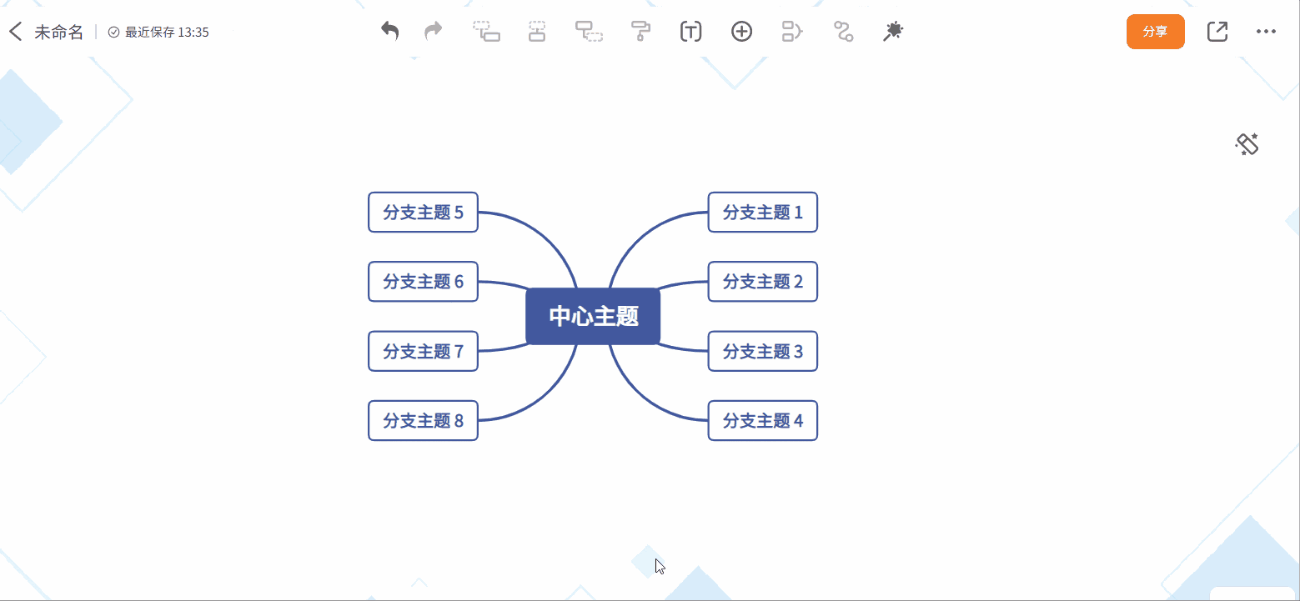 未命名
最近保存 13:35
T
分享
分支主题 5
分支主题 1
分支主题 6
分支主题 2
中心主题
分支主题 7
分支主题 3
分支主题 8
分支主题 4